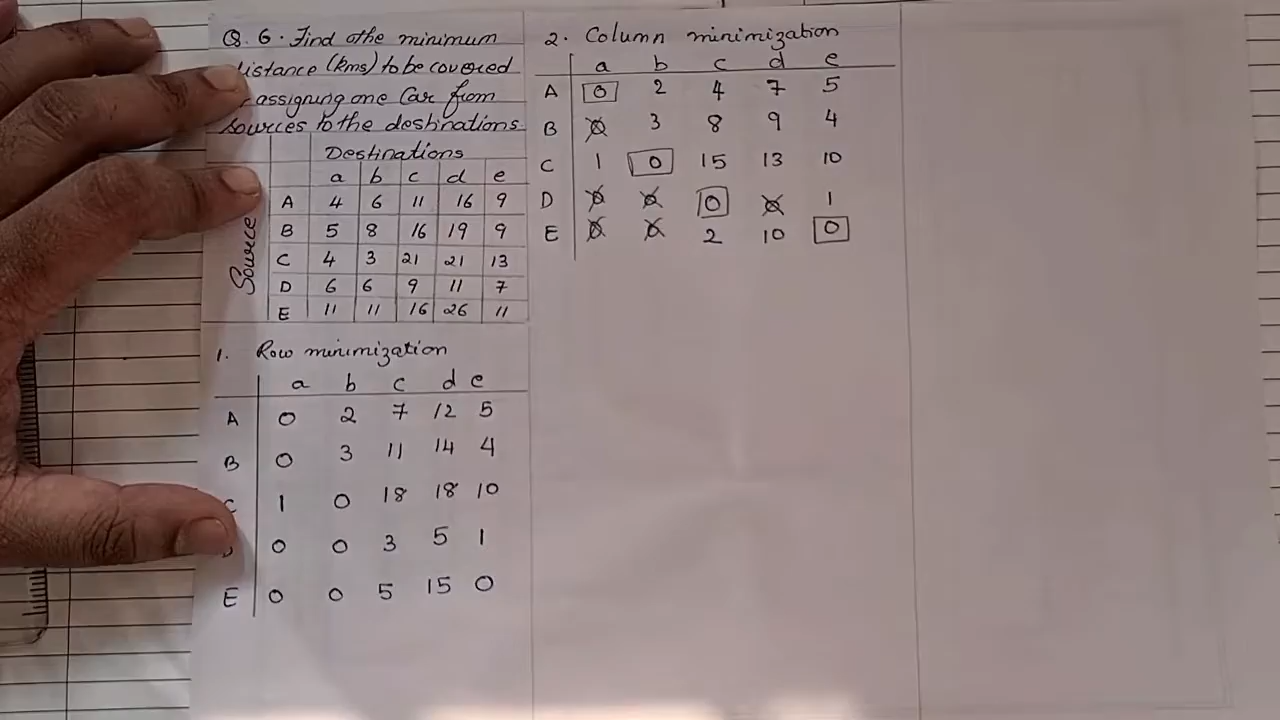 Q. 6. Find the minimum
distance (kms) to be covered
assigning one Car from
sources to the destinations.
Destinations
a b c d e
Source
A 4 6 11 16 9
B 5 8 16 19 9
C 4 3 21 21 13
D 6 6 9 11 7
E 11 11 16 26 11
1. Row minimization
a b c d e
A 0 2 7 12 5
B 0 3 11 14 4
C 1 0 18 18 10
D 0 0 3 5 1
E 0 0 5 15 0
2. Column minimization
a b c d e
A 0 2 4 7 5
B 0 3 8 9 4
C 1 0 15 13 10
D 0 0 0 0 1
E 0 0 2 10 0